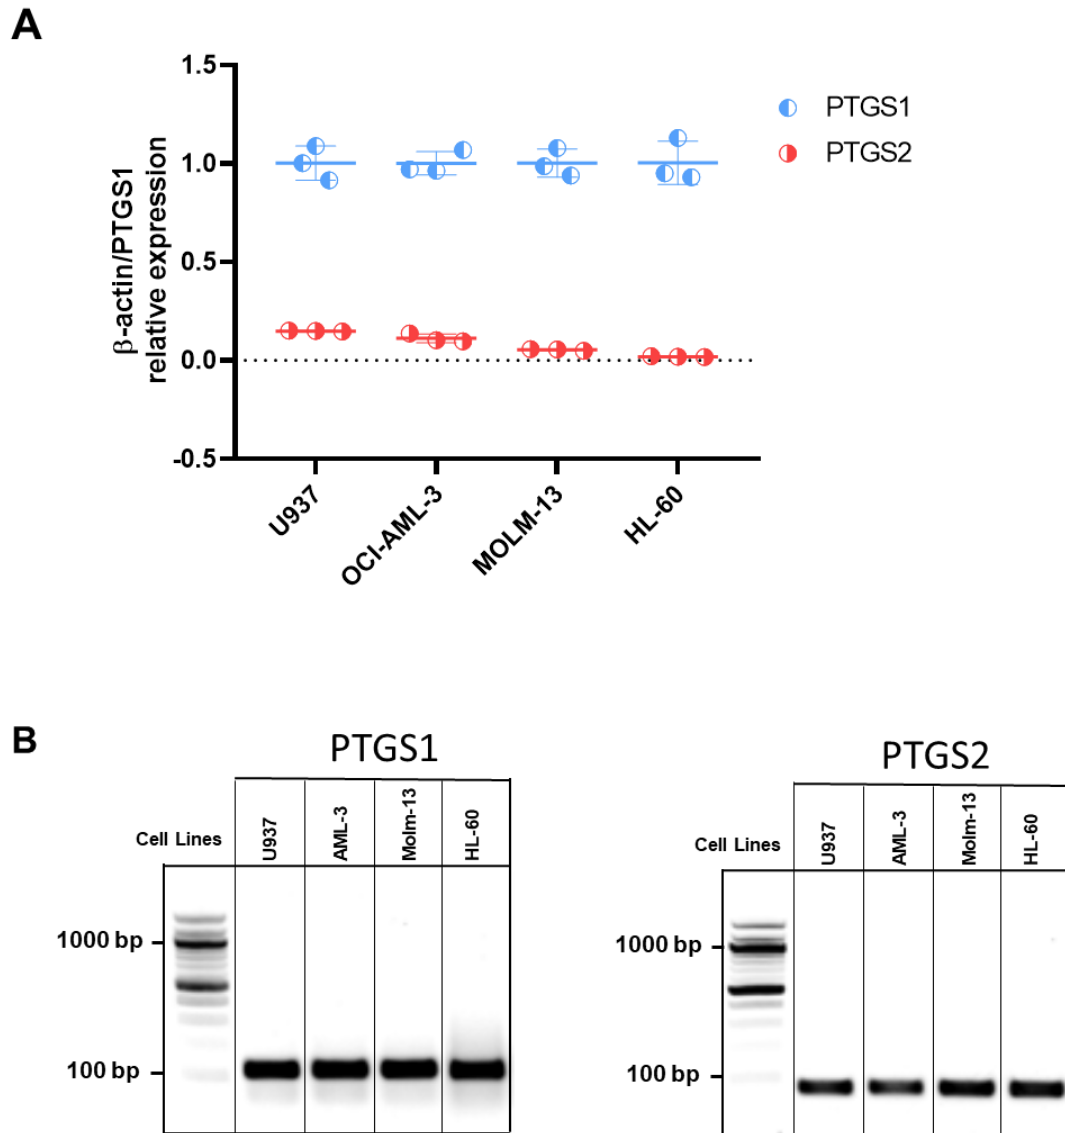 A
1.5
1.0
0.5
0.0
-0.5
β-actin/PTGS1
relative expression
PTGS1
PTGS2
U937
OCI-AML-3
MOLM-13
HL-60
B
PTGS1
Cell Lines
U937
AML-3
Molm-13
HL-60
1000 bp
100 bp
PTGS2
Cell Lines
U937
AML-3
Molm-13
HL-60
1000 bp
100 bp